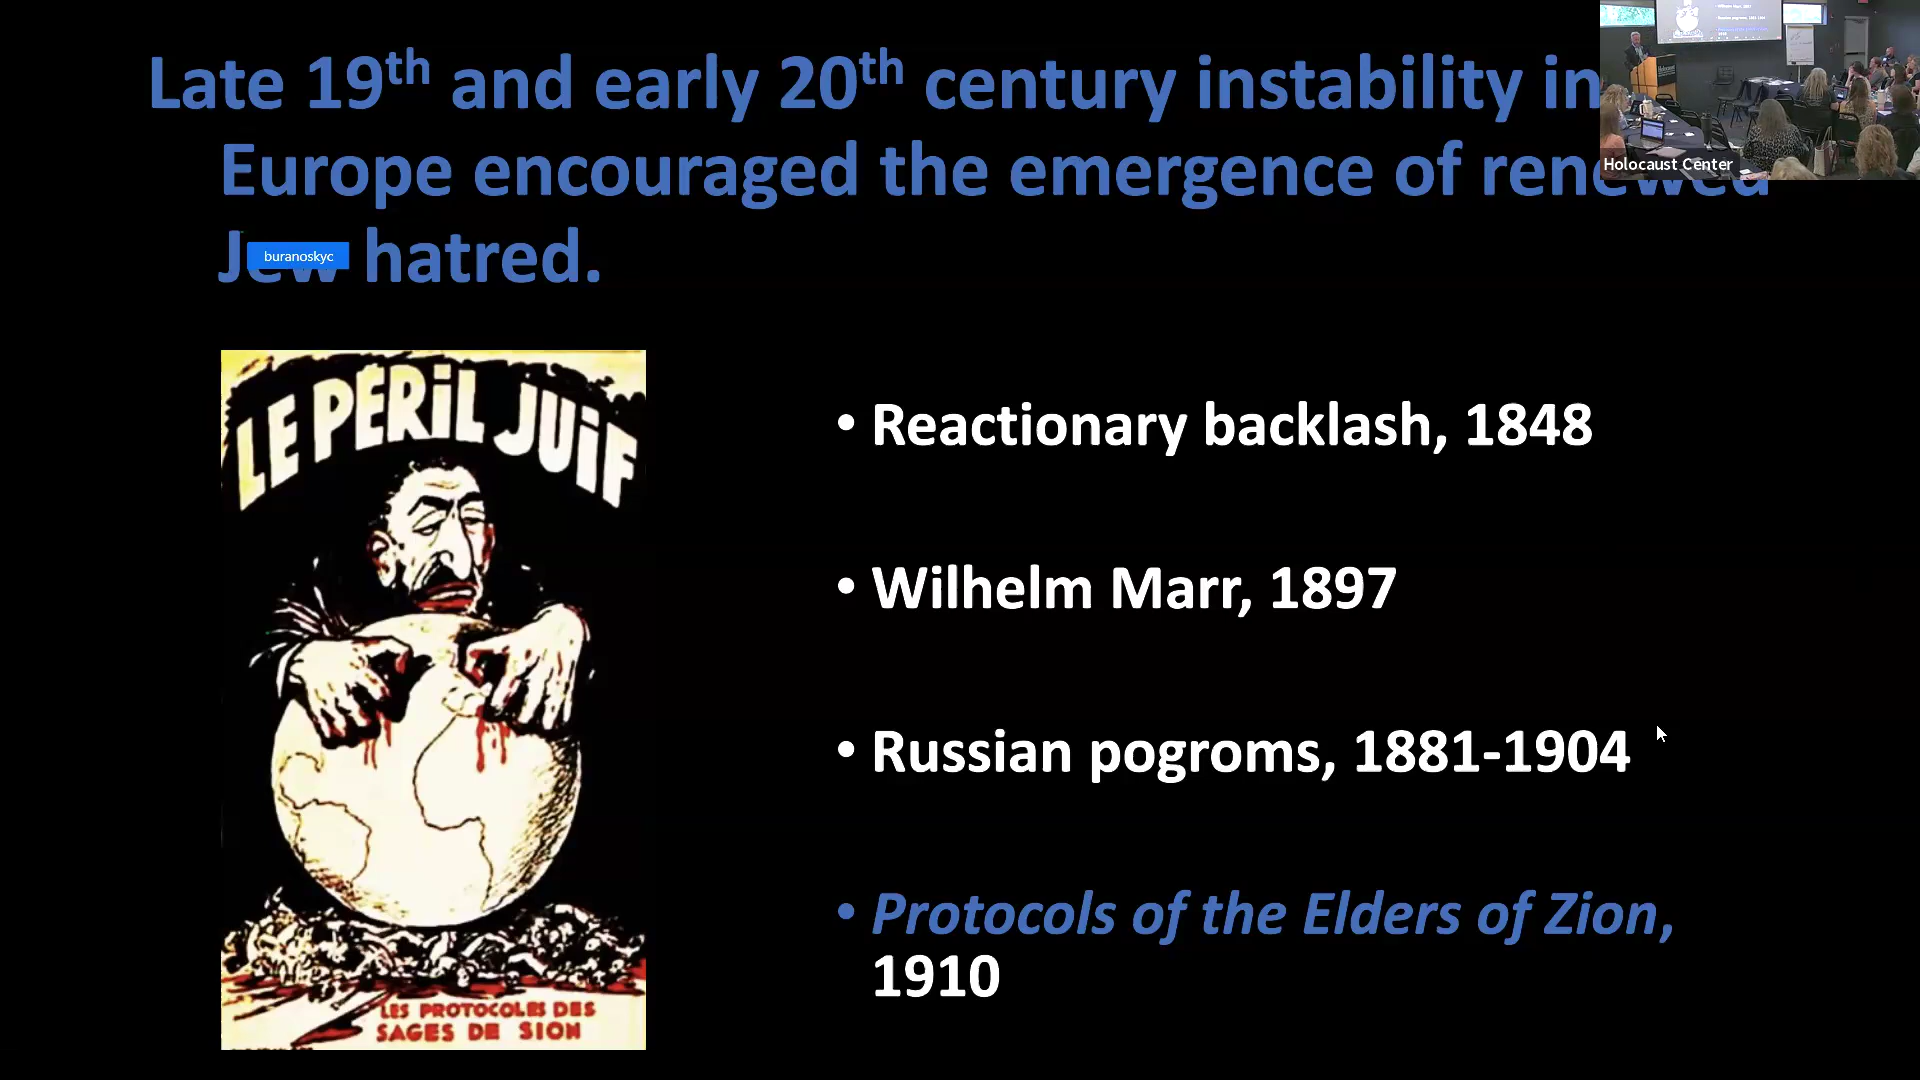 Late 19th and early 20th century instability in
Europe encouraged the emergence of renewed
Jew hatred.
buranoskyc
Holocaust Center
LE PÉRIL JUIF
LES PROTOCOLES DES
SAGES DE SION
• Reactionary backlash, 1848
• Wilhelm Marr, 1897
• Russian pogroms, 1881-1904
• Protocols of the Elders of Zion,
1910